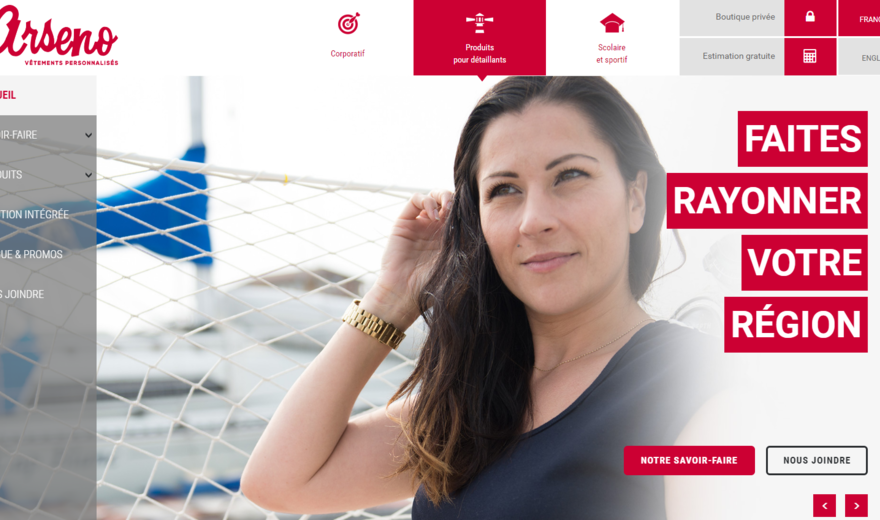 Arseno
VÊTEMENTS PERSONNALISÉS
Corporatif
Produits
pour détaillants
Scolaire
et sportif
Boutique privée
FRANÇ
Estimation gratuite
ENGL
UEIL
IR-FAIRE
UITS
TION INTÉGRÉE
UE & PROMOS
S JOINDRE
FAITES
RAYONNER
VOTRE
RÉGION
NOTRE SAVOIR-FAIRE
NOUS JOINDRE